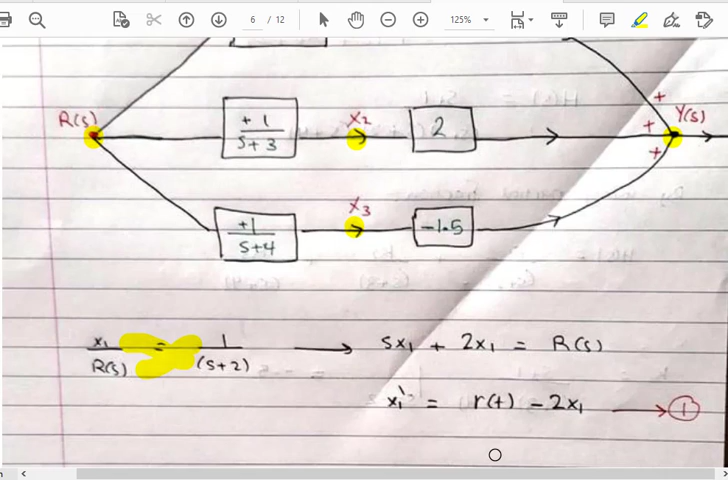 6 / 12
125%
+
R(s)
+1
s+3
X2
2
+
Y(s)
+
X3
+1
s+4
-1.5
x1 / R(s) = 1 / (s+2) → sx1 + 2x1 = R(s)
x1' = r(t) - 2x1 → ①